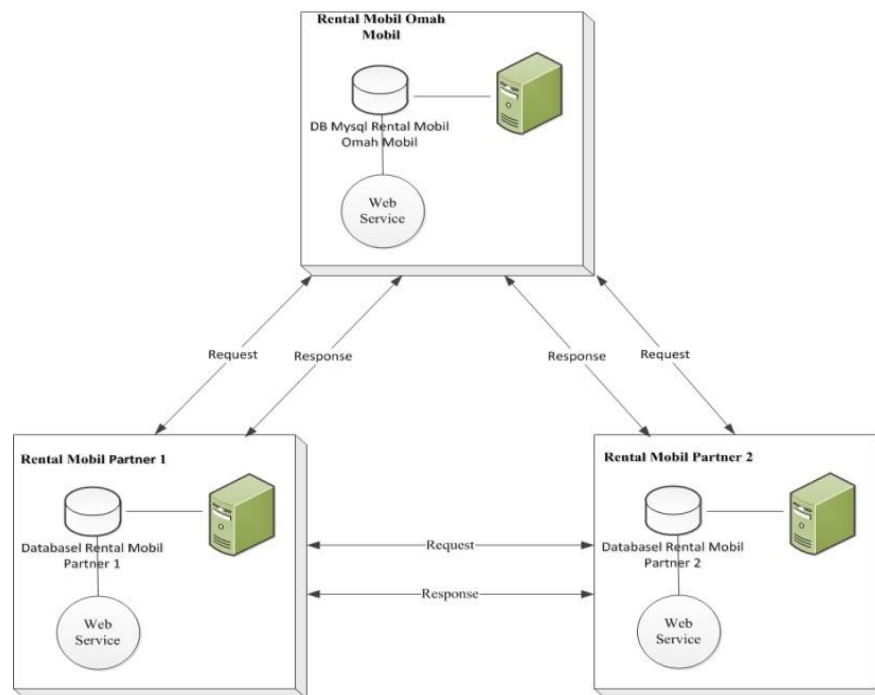 Rental Mobil Omah
Mobil
DB Mysql Rental Mobil
Omah Mobil
Web
Service
Request
Response
Response
Request
Rental Mobil Partner 1
Databasel Rental Mobil
Partner 1
Web
Service
Request
Response
Rental Mobil Partner 2
Databasel Rental Mobil
Partner 2
Web
Service